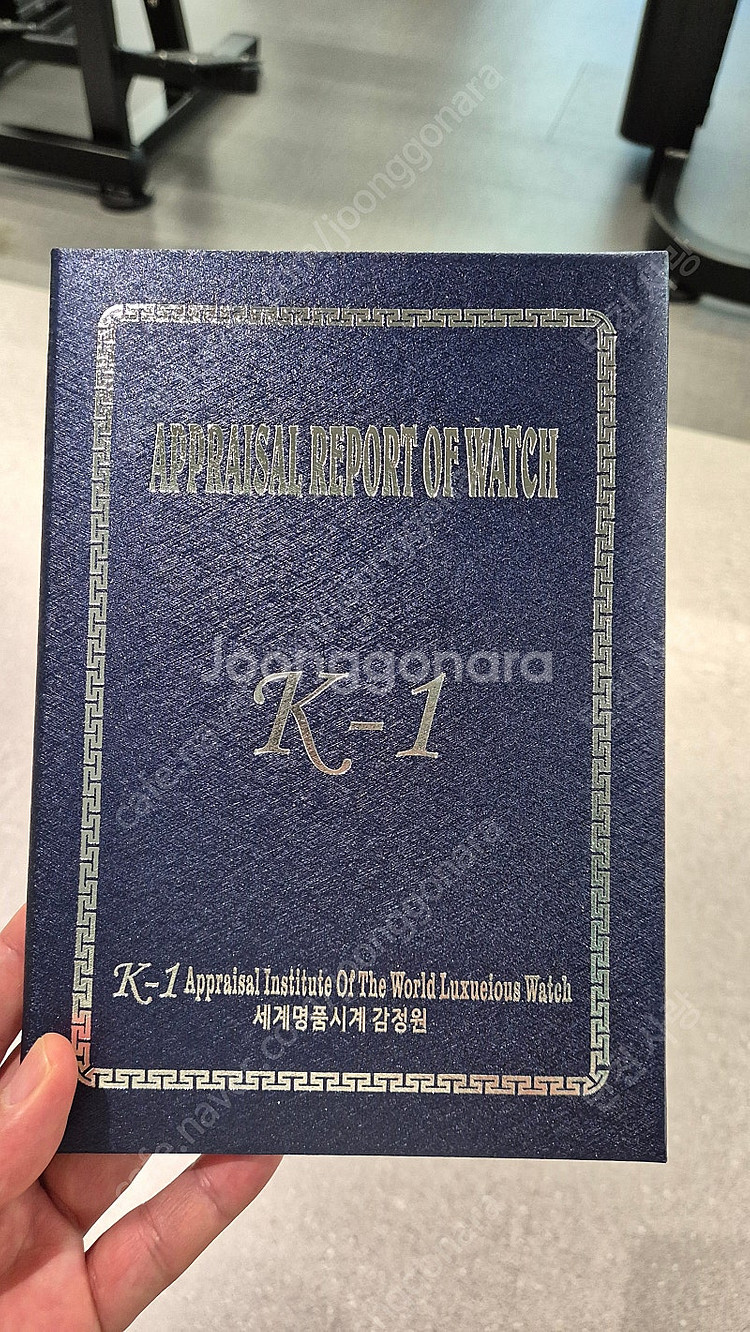 APPRAISAL REPORT OF WATCH
Joonggonara
K-1
K-1 Appraisal Institute Of The World Luxueious Watch
세계명품시계 감정원